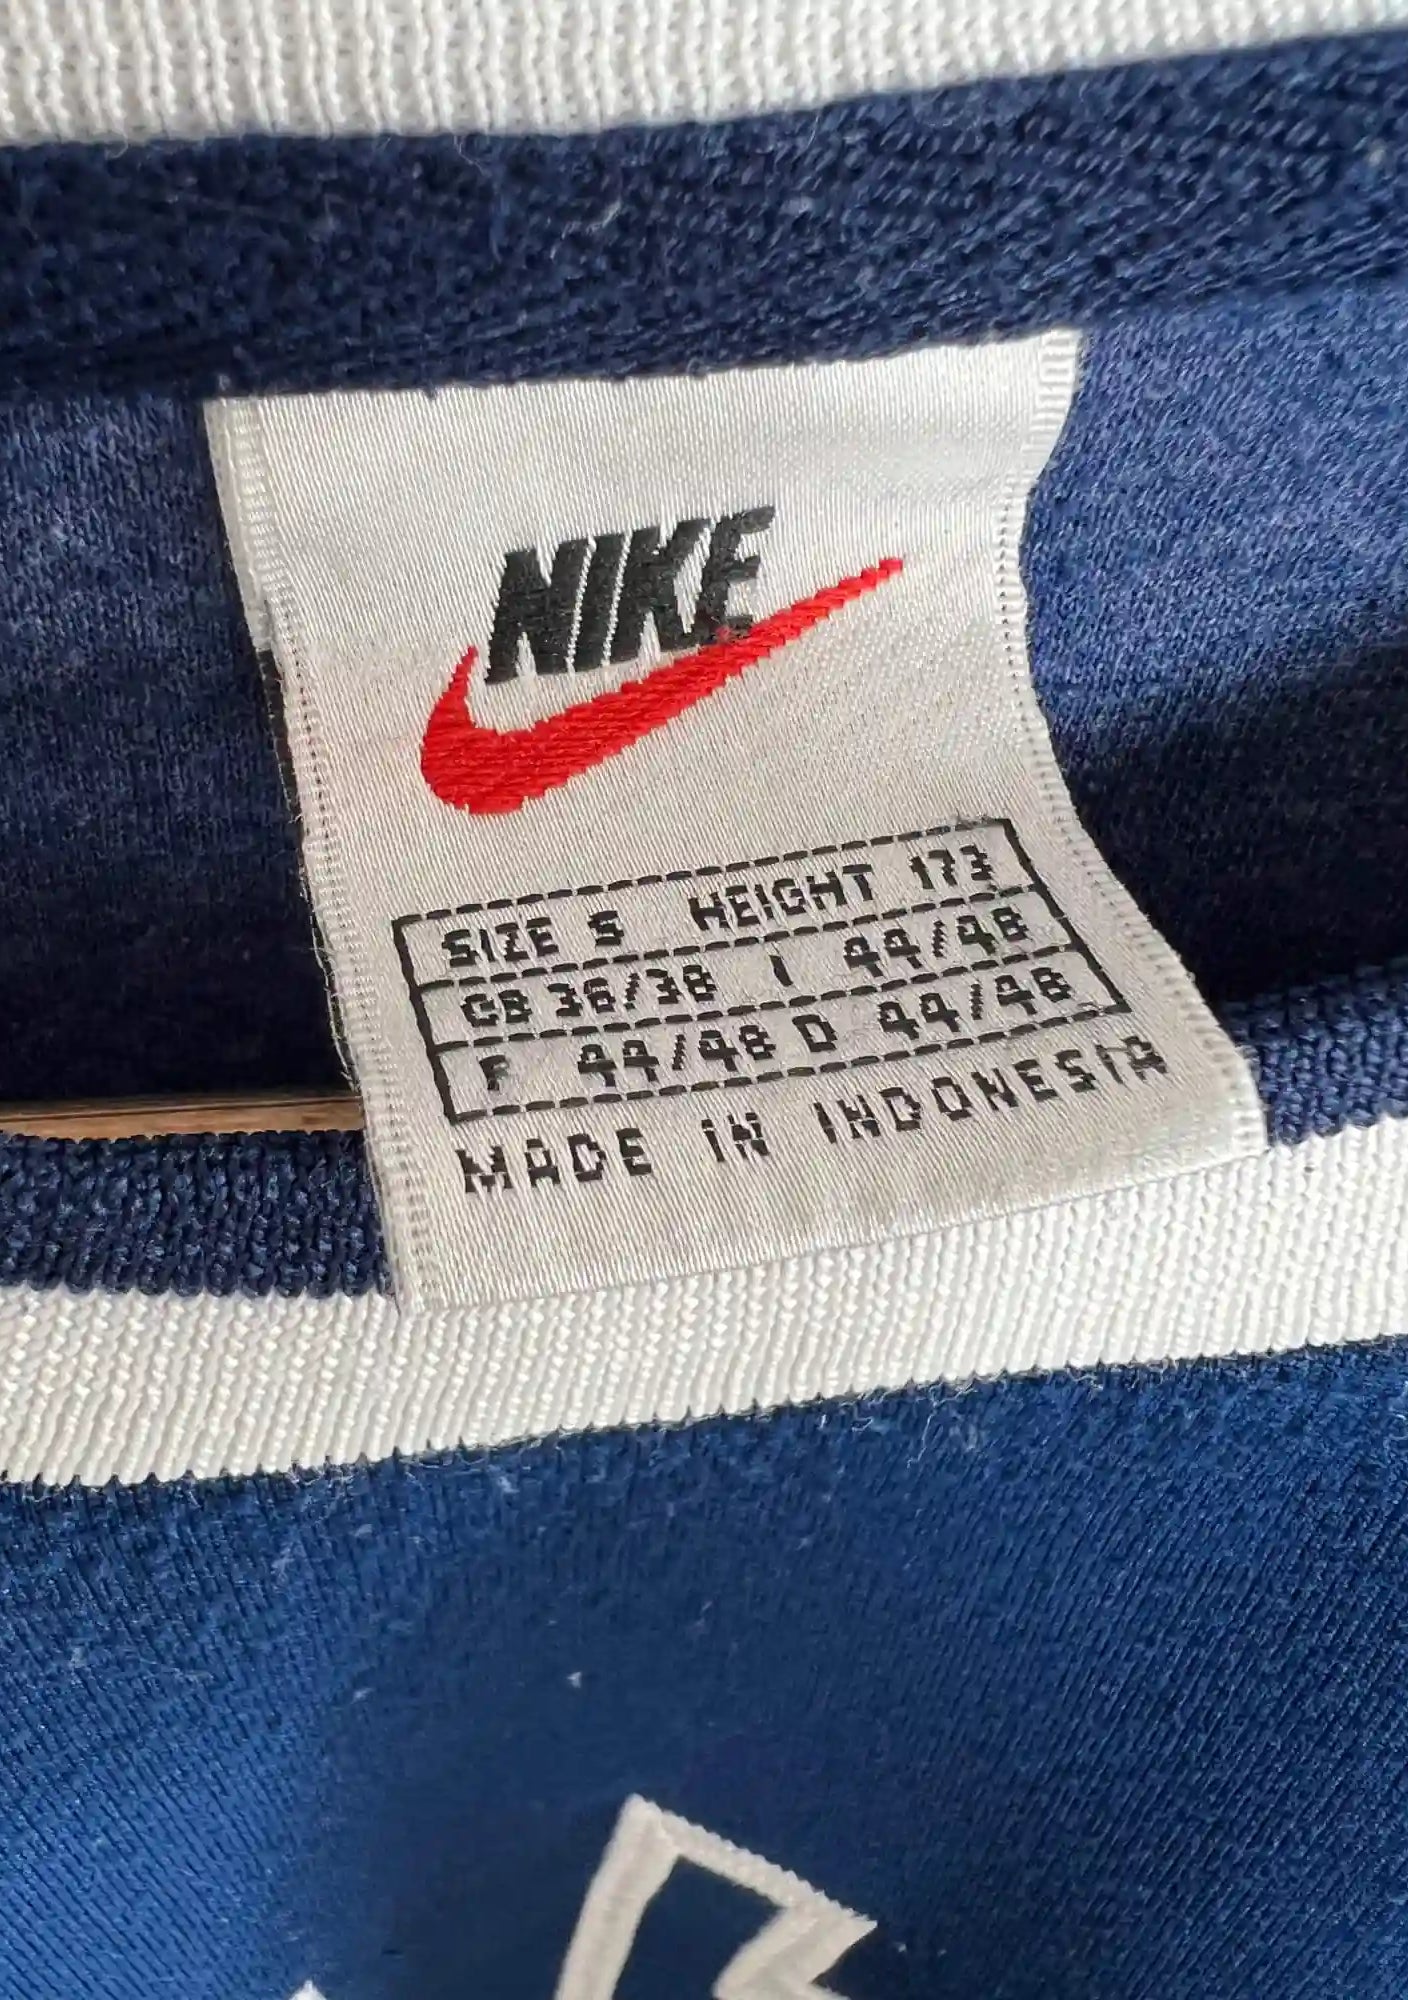 NIKE
SIZE S HEIGHT 173
GB 36/38 I 44/48
F 44/48 D 44/48
MADE IN INDONESIA